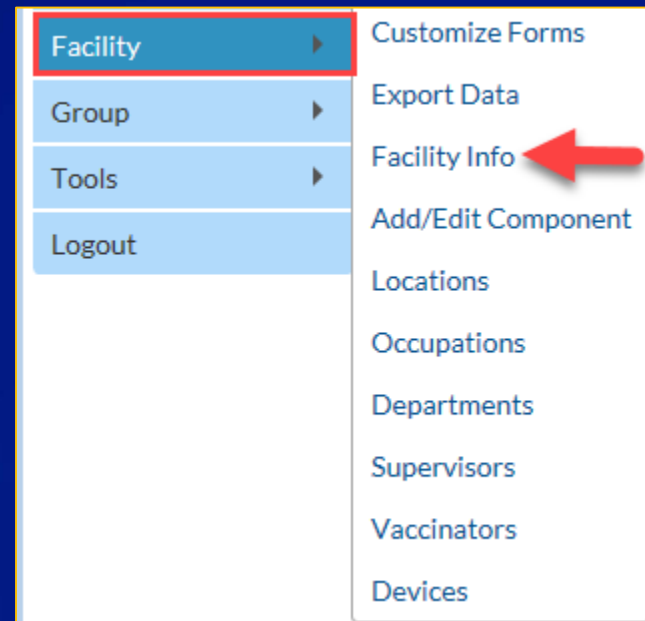 Facility
Group
Tools
Logout
Customize Forms
Export Data
Facility Info
Add/Edit Component
Locations
Occupations
Departments
Supervisors
Vaccinators
Devices